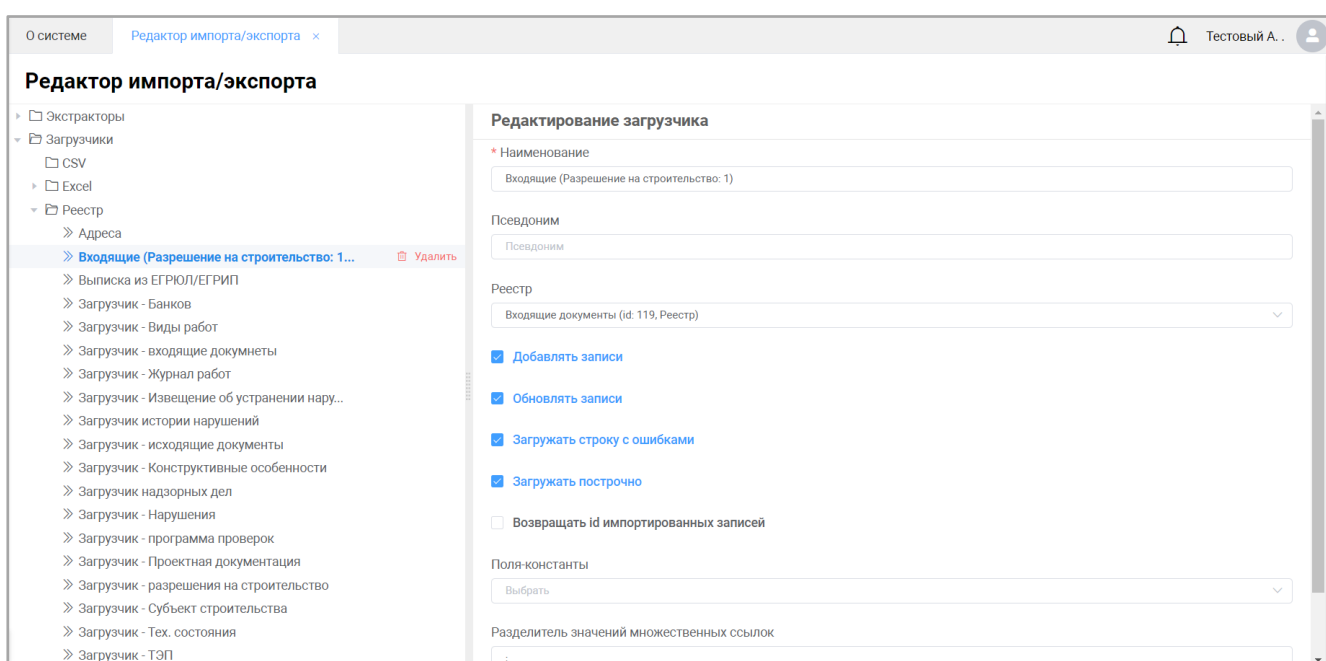 О системе
Редактор импорта/экспорта ×
Тестовый А. .
Редактор импорта/экспорта
Экстракторы
Загрузчики
CSV
Excel
Реестр
Адреса
Входящие (Разрешение на строительство: 1...
Удалить
Выписка из ЕГРЮЛ/ЕГРИП
Загрузчик - Банков
Загрузчик - Виды работ
Загрузчик - входящие докумнеты
Загрузчик - Журнал работ
Загрузчик - Извещение об устранении нару...
Загрузчик истории нарушений
Загрузчик - исходящие документы
Загрузчик - Конструктивные особенности
Загрузчик надзорных дел
Загрузчик - Нарушения
Загрузчик - программа проверок
Загрузчик - Проектная документация
Загрузчик - разрешения на строительство
Загрузчик - Субъект строительства
Загрузчик - Тех. состояния
Загрузчик - ТЭП
Редактирование загрузчика
* Наименование
Входящие (Разрешение на строительство: 1)
Псевдоним
Псевдоним
Реестр
Входящие документы (id: 119, Реестр)
Добавлять записи
Обновлять записи
Загружать строку с ошибками
Загружать построчно
Возвращать id импортированных записей
Поля-константы
Выбрать
Разделитель значений множественных ссылок